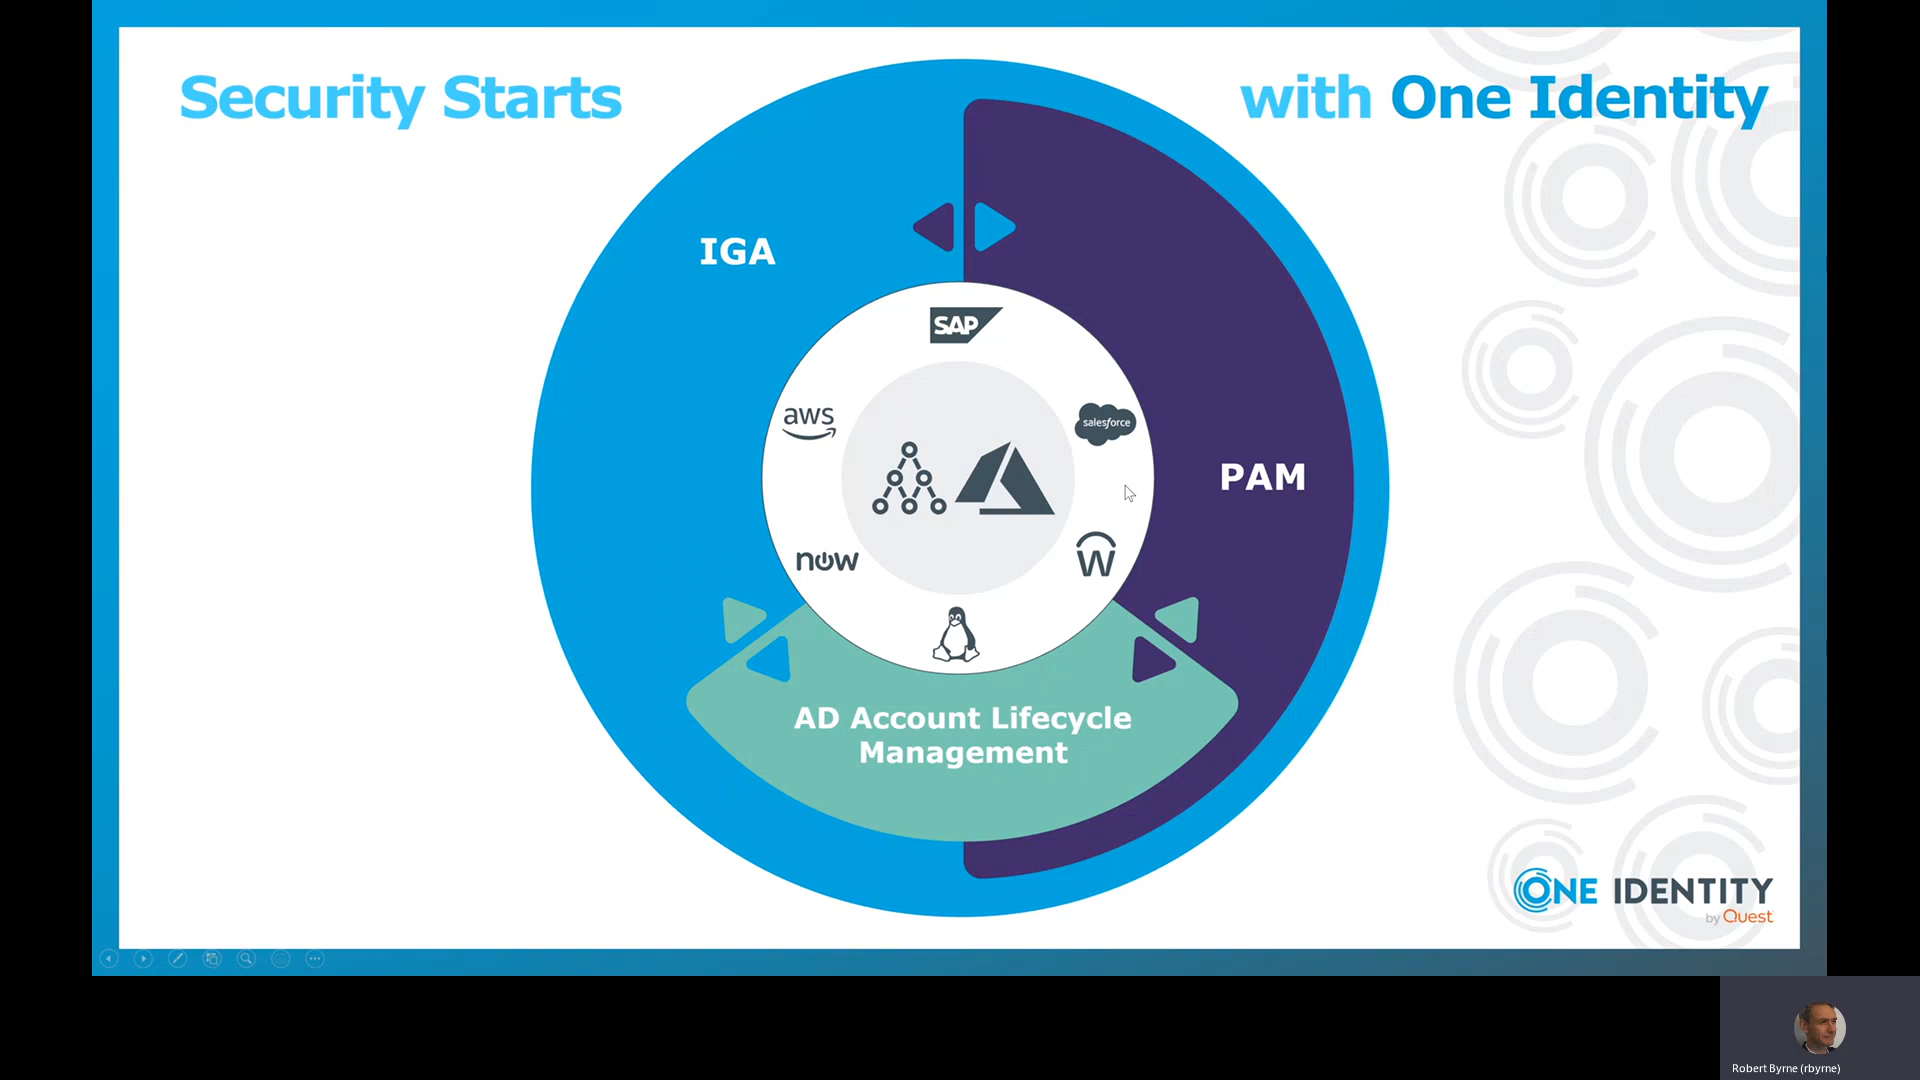 Security Starts
with One Identity
IGA
SAP
aws
salesforce
PAM
now
W
AD Account Lifecycle
Management
ONE IDENTITY
by Quest
Robert Byrne (rbyrne)